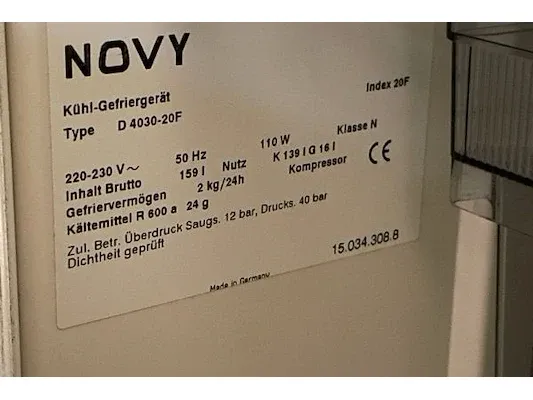 NOVY
Kühl-Gefriergerät Index 20F
Type D 4030-20F
220-230 V~ 50 Hz 110 W Klasse N
Inhalt Brutto 159 l Nutz K 139 l G 16 l
Gefriervermögen 2 kg/24h Kompressor CE
Kältemittel R 600 a 24 g
Zul. Betr. Überdruck Saugs. 12 bar, Drucks. 40 bar
Dichtheit geprüft 15.034.308.8
Made in Germany